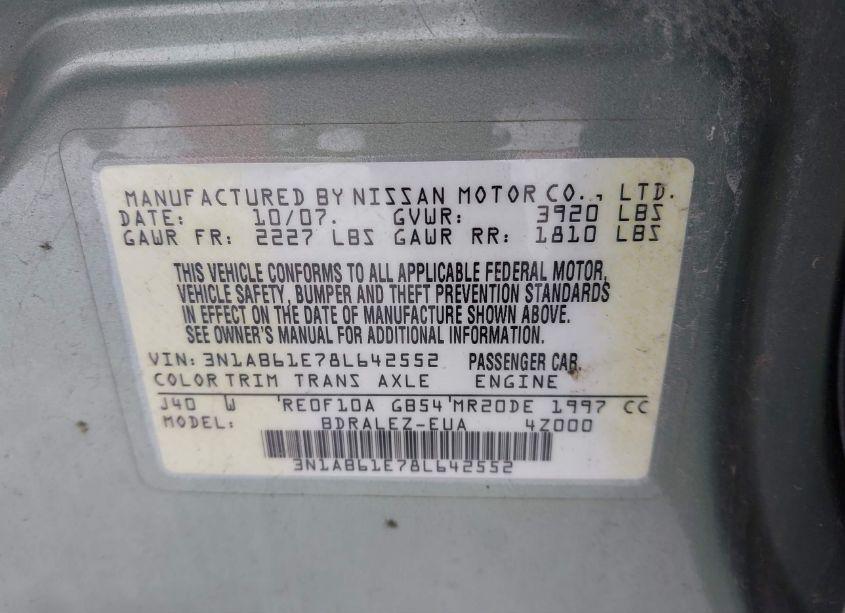 MANUFACTURED BY NISSAN MOTOR CO., LTD.
DATE: 10/07. GVWR: 3920 LBS
GAWR FR: 2227 LBS GAWR RR: 1810 LBS
THIS VEHICLE CONFORMS TO ALL APPLICABLE FEDERAL MOTOR,
VEHICLE SAFETY, BUMPER AND THEFT PREVENTION STANDARDS
IN EFFECT ON THE DATE OF MANUFACTURE SHOWN ABOVE.
SEE OWNER'S MANUAL FOR ADDITIONAL INFORMATION.
VIN: 3N1AB61E78L642552 PASSENGER CAR.
COLOR TRIM TRANS AXLE ENGINE
J40 W 'RE0F10A GB54'MR20DE 1997 CC
MODEL: BDRALEZ-EUA 4Z000
3N1AB61E78L642552